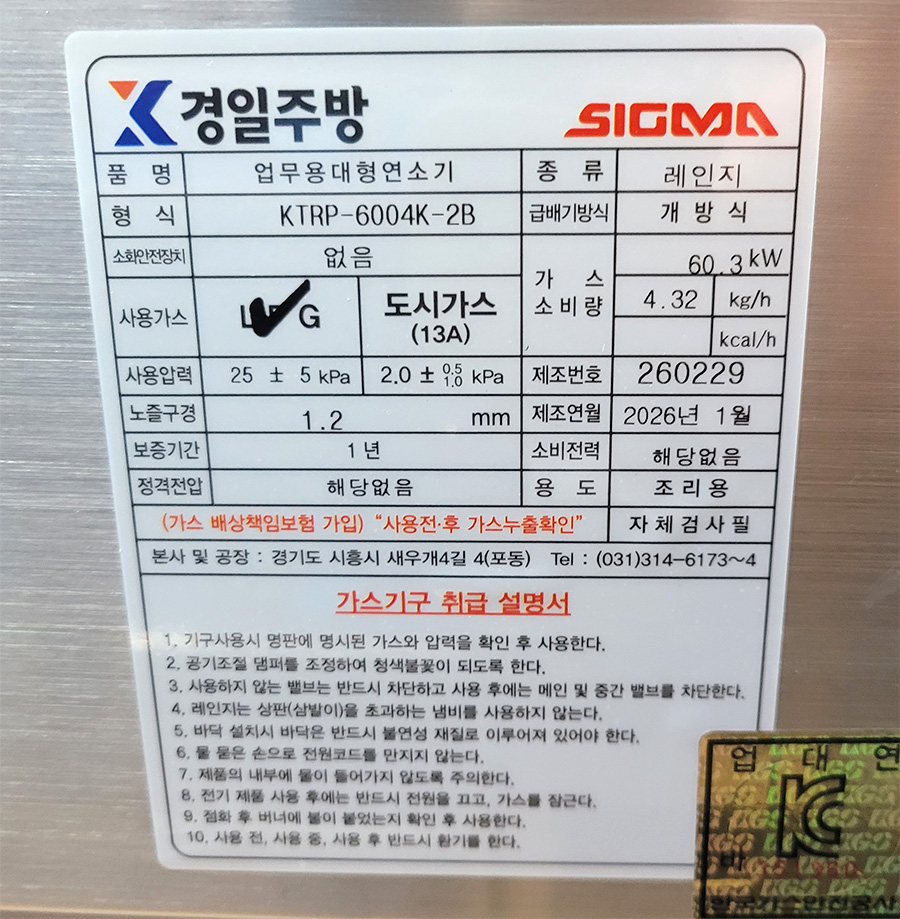 경일주방 SIGMA
품 명 업무용대형연소기 종 류 레인지
형 식 KTRP-6004K-2B 급배기방식 개방식
소화안전장치 없음 가 스 소비량 60.3 kW
사용가스 G 도시가스 (13A) 4.32 kg/h
kcal/h
사용압력 25 ± 5 kPa 2.0 ± 0.5 1.0 kPa 제조번호 260229
노즐구경 1.2 mm 제조연월 2026년 1월
보증기간 1년 소비전력 해당없음
정격전압 해당없음 용 도 조리용
(가스 배상책임보험 가입) “사용전·후 가스누출확인” 자체검사필
본사 및 공장 : 경기도 시흥시 새우개4길 4(포동) Tel : (031)314-6173~4
가스기구 취급 설명서
1. 기구사용시 명판에 명시된 가스와 압력을 확인 후 사용한다.
2. 공기조절 댐퍼를 조정하여 청색불꽃이 되도록 한다.
3. 사용하지 않는 밸브는 반드시 차단하고 사용 후에는 메인 및 중간 밸브를 차단한다.
4. 레인지는 상판(삼발이)을 초과하는 냄비를 사용하지 않는다.
5. 바닥 설치시 바닥은 반드시 불연성 재질로 이루어져 있어야 한다.
6. 물 묻은 손으로 전원코드를 만지지 않는다.
7. 제품의 내부에 물이 들어가지 않도록 주의한다.
8. 전기 제품 사용 후에는 반드시 전원을 끄고, 가스를 잠근다.
9. 점화 후 버너에 불이 붙었는지 확인 후 사용한다.
10. 사용 전, 사용 중, 사용 후 반드시 환기를 한다.
업 대 연
KC